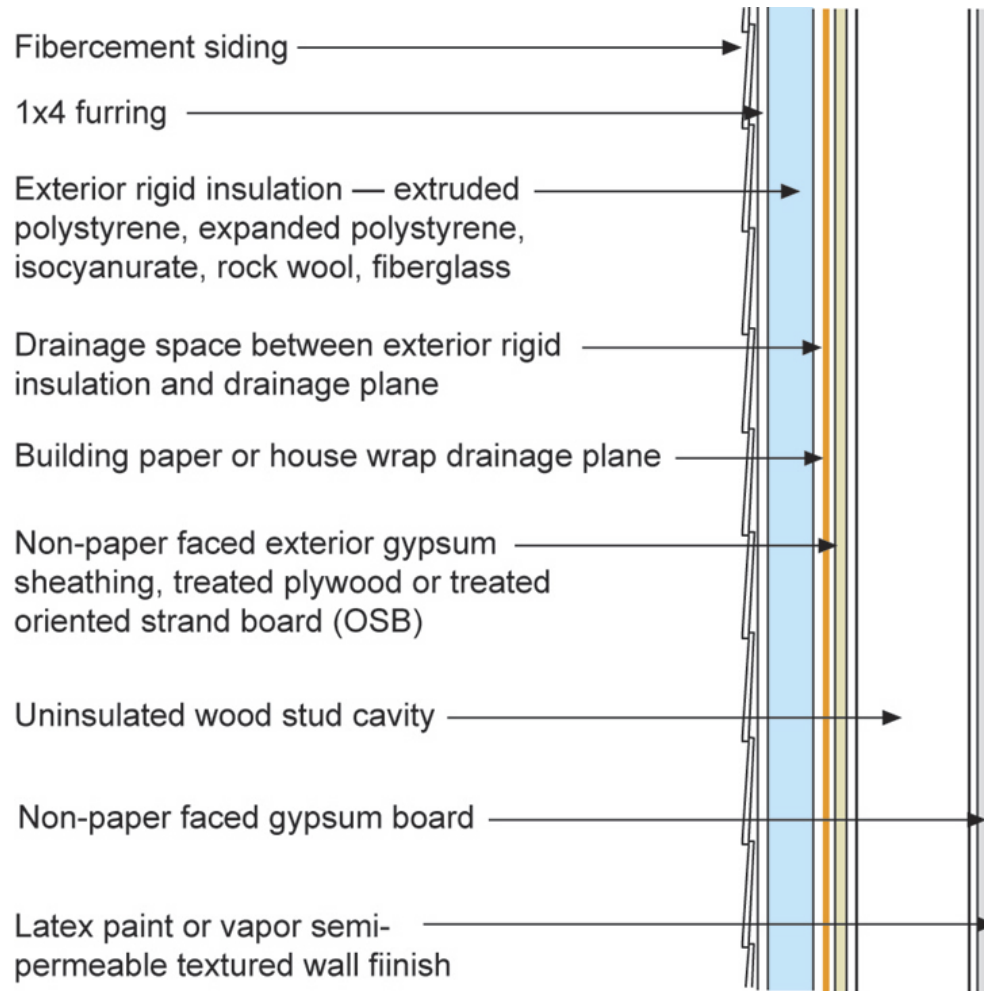 Fibercement siding
1x4 furring
Exterior rigid insulation — extruded
polystyrene, expanded polystyrene,
isocyanurate, rock wool, fiberglass
Drainage space between exterior rigid
insulation and drainage plane
Building paper or house wrap drainage plane
Non-paper faced exterior gypsum
sheathing, treated plywood or treated
oriented strand board (OSB)
Uninsulated wood stud cavity
Non-paper faced gypsum board
Latex paint or vapor semi-
permeable textured wall fiinish